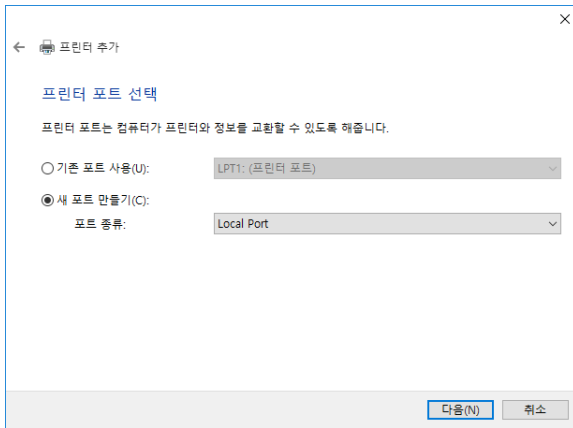 프린터 추가
프린터 포트 선택
프린터 포트는 컴퓨터가 프린터와 정보를 교환할 수 있도록 해줍니다.
기존 포트 사용(U): LPT1: (프린터 포트)
새 포트 만들기(C):
포트 종류: Local Port
다음(N) 취소